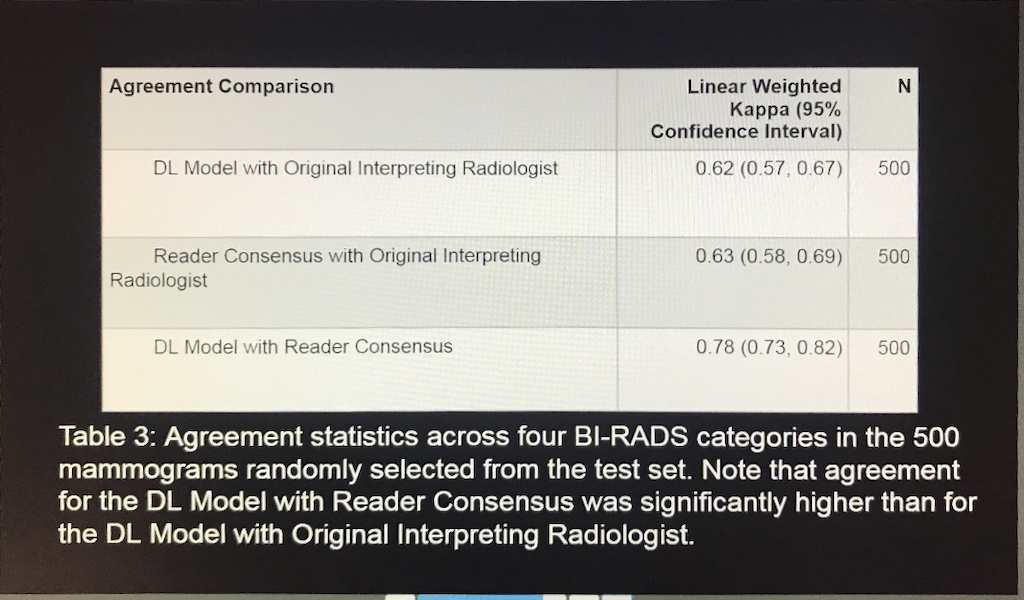 Agreement Comparison
Linear Weighted
Kappa (95%
Confidence Interval)
N
DL Model with Original Interpreting Radiologist
0.62 (0.57, 0.67)
500
Reader Consensus with Original Interpreting
Radiologist
0.63 (0.58, 0.69)
500
DL Model with Reader Consensus
0.78 (0.73, 0.82)
500
Table 3: Agreement statistics across four BI-RADS categories in the 500
mammograms randomly selected from the test set. Note that agreement
for the DL Model with Reader Consensus was significantly higher than for
the DL Model with Original Interpreting Radiologist.